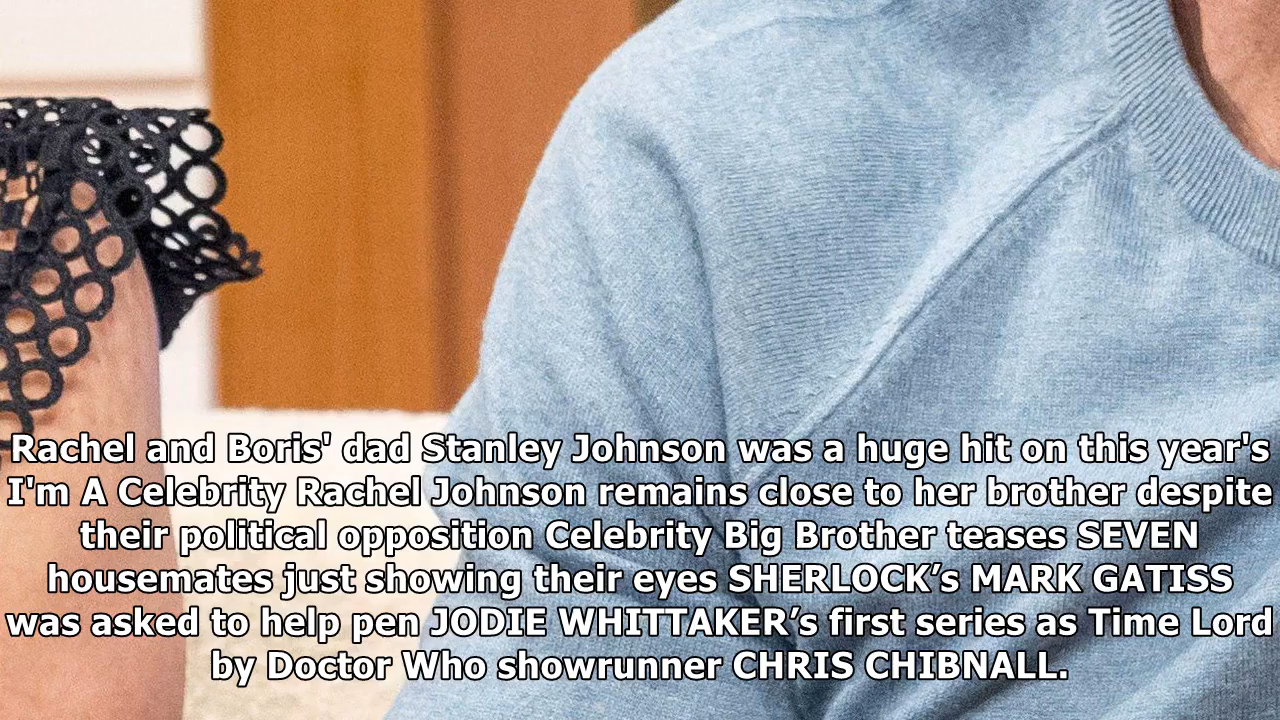 Rachel and Boris' dad Stanley Johnson was a huge hit on this year's
I'm A Celebrity Rachel Johnson remains close to her brother despite
their political opposition Celebrity Big Brother teases SEVEN
housemates just showing their eyes SHERLOCK’s MARK GATISS
was asked to help pen JODIE WHITTAKER’s first series as Time Lord
by Doctor Who showrunner CHRIS CHIBNALL.